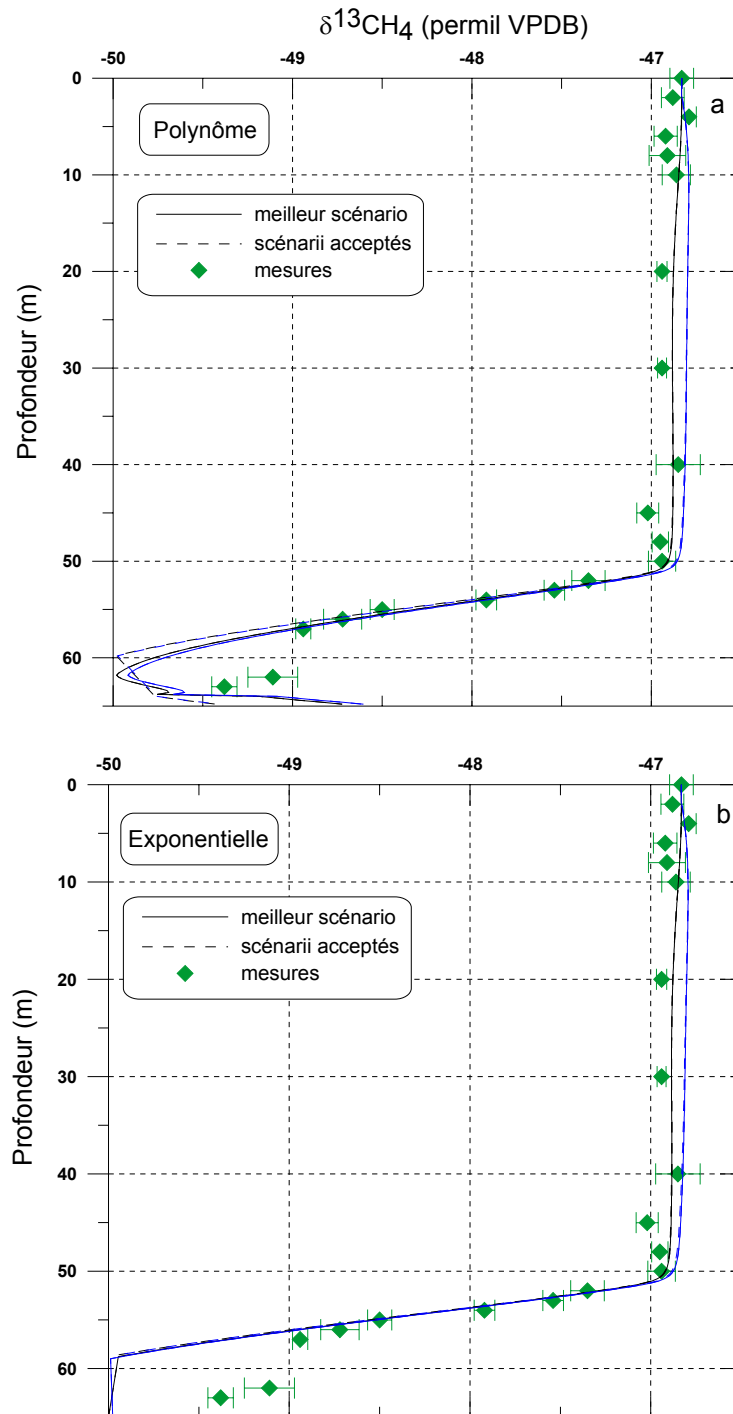 δ13CH4 (permil VPDB)
-50 -49 -48 -47
0
a
Polynôme
10
meilleur scénario
scénarii acceptés
mesures
20
30
40
50
60
Profondeur (m)
-50 -49 -48 -47
0
b
Exponentielle
10
meilleur scénario
scénarii acceptés
mesures
20
30
40
50
60
Profondeur (m)